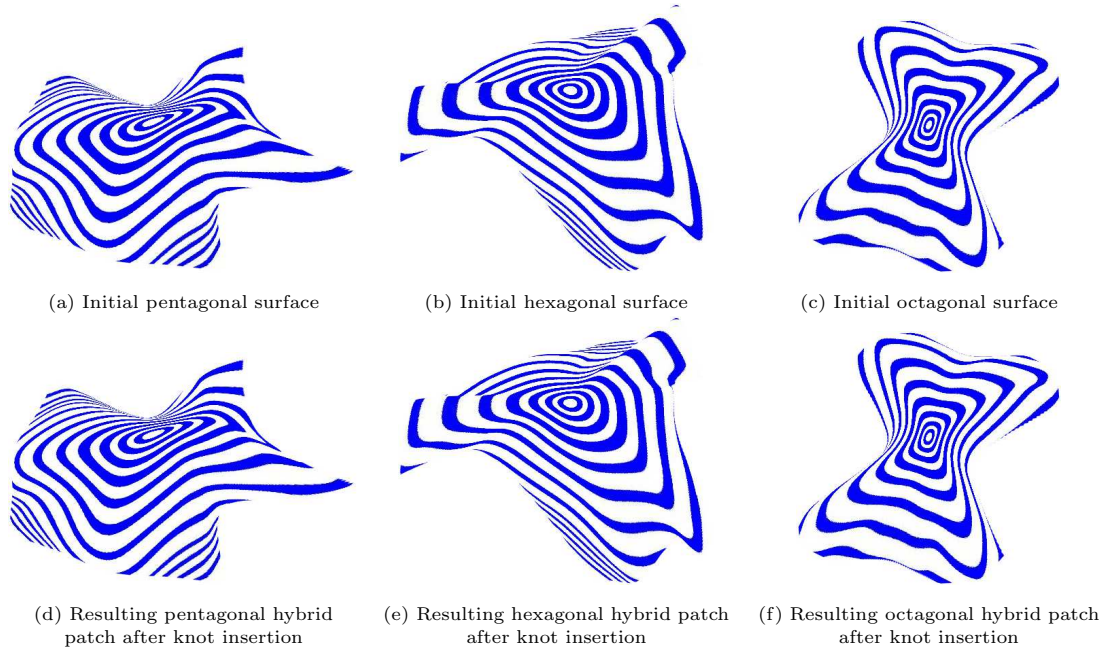 (a) Initial pentagonal surface
(b) Initial hexagonal surface
(c) Initial octagonal surface
(d) Resulting pentagonal hybrid
patch after knot insertion
(e) Resulting hexagonal hybrid patch
after knot insertion
(f) Resulting octagonal hybrid patch
after knot insertion